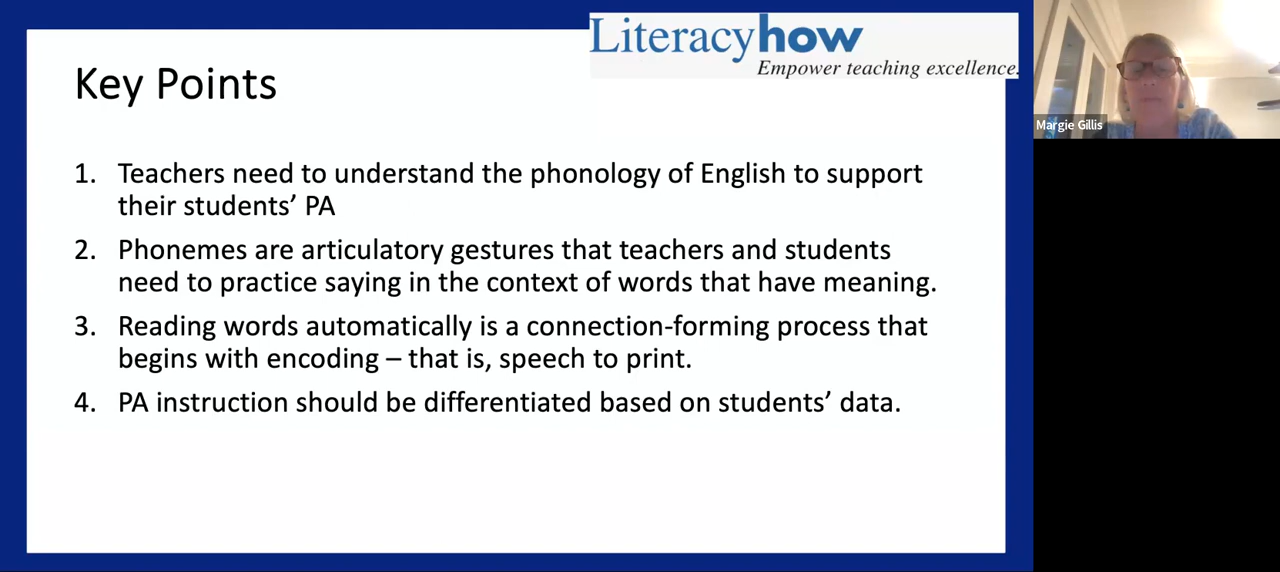 Literacyhow
Empower teaching excellence.
Key Points
1. Teachers need to understand the phonology of English to support
their students’ PA
2. Phonemes are articulatory gestures that teachers and students
need to practice saying in the context of words that have meaning.
3. Reading words automatically is a connection-forming process that
begins with encoding – that is, speech to print.
4. PA instruction should be differentiated based on students’ data.
Margie Gillis